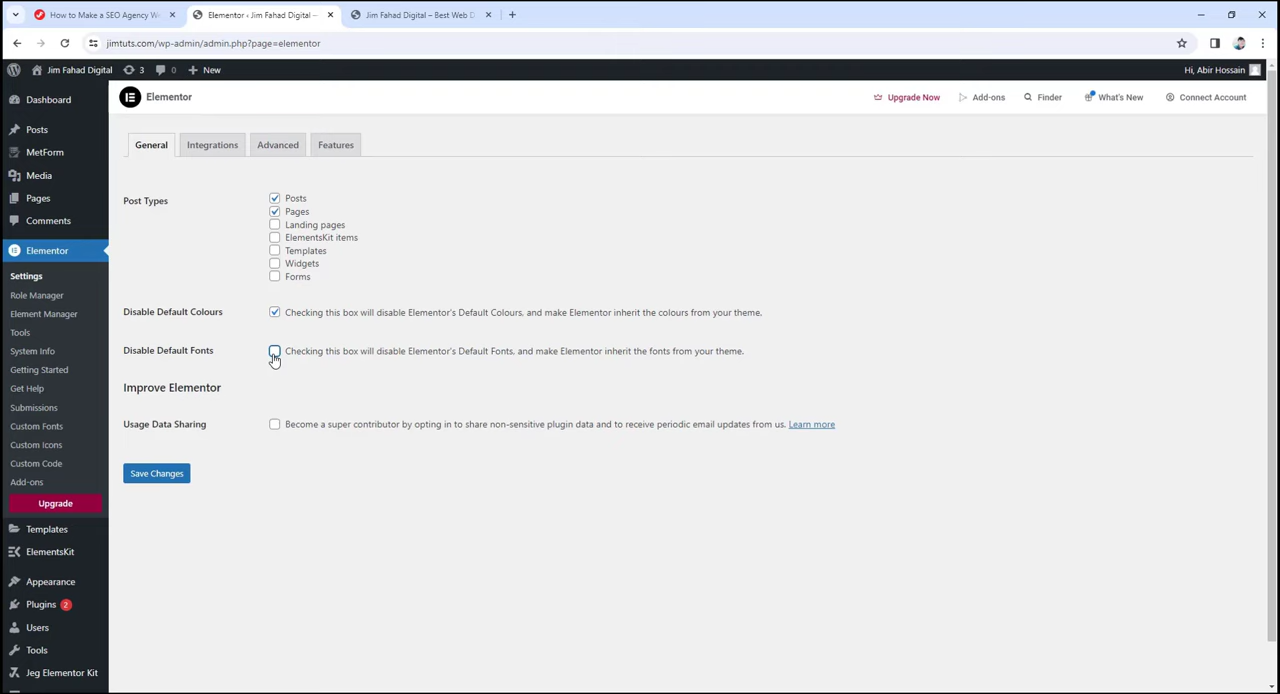 How to Make a SEO Agency We
Elementor ‹ Jim Fahad Digital —
Jim Fahad Digital – Best Web D
jimtuts.com/wp-admin/admin.php?page=elementor
Jim Fahad Digital
3
0
New
Hi, Abir Hossain
Dashboard
Posts
MetForm
Media
Pages
Comments
Elementor
Settings
Role Manager
Element Manager
Tools
System Info
Getting Started
Get Help
Submissions
Custom Fonts
Custom Icons
Custom Code
Add-ons
Upgrade
Templates
ElementsKit
Appearance
Plugins 2
Users
Tools
Jeg Elementor Kit
Elementor
Upgrade Now
Add-ons
Finder
What's New
Connect Account
General
Integrations
Advanced
Features
Post Types
Posts
Pages
Landing pages
ElementsKit items
Templates
Widgets
Forms
Disable Default Colours
Checking this box will disable Elementor's Default Colours, and make Elementor inherit the colours from your theme.
Disable Default Fonts
Checking this box will disable Elementor's Default Fonts, and make Elementor inherit the fonts from your theme.
Improve Elementor
Usage Data Sharing
Become a super contributor by opting in to share non-sensitive plugin data and to receive periodic email updates from us. Learn more
Save Changes